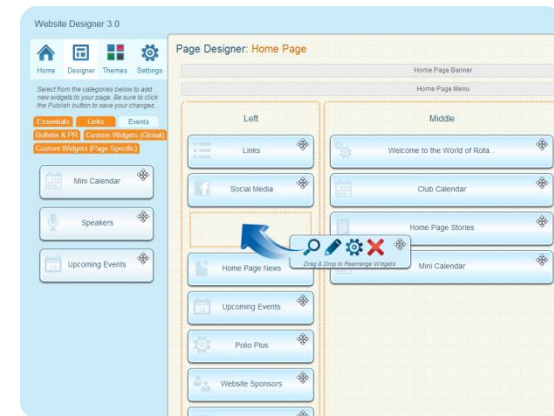 Website Designer 3.0
Home Designer Themes Settings
Select from the categories below to add
new widgets to your page. Be sure to click
the Publish button to save your changes.
Essentials Links Events
Bulletin & PR Custom Widgets (Global)
Custom Widgets (Page Specific)
Mini Calendar
Speakers
Upcoming Events
Page Designer: Home Page
Home Page Banner
Home Page Menu
Left
Links
Social Media
Home Page News
Upcoming Events
Polio Plus
Website Sponsors
Middle
Welcome to the World of Rota...
Club Calendar
Home Page Stories
Mini Calendar
Drag & Drop to Rearrange Widgets